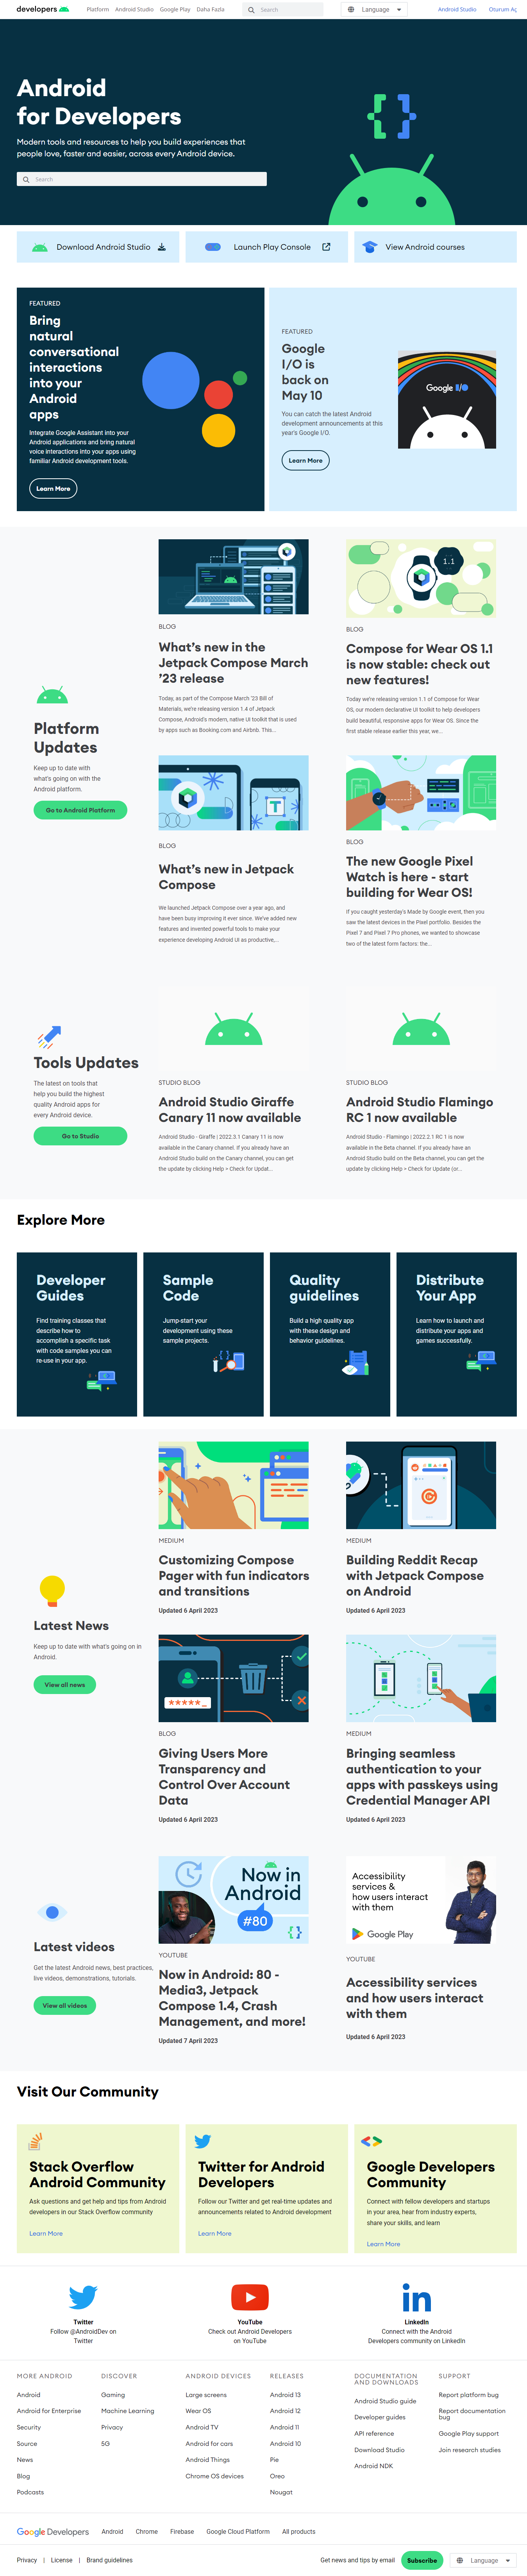 developers
Platform Android Studio Google Play Daha Fazla Search Language Android Studio Oturum Aç
Android
for Developers
Modern tools and resources to help you build experiences that
people love, faster and easier, across every Android device.
Search
Download Android Studio
Launch Play Console
View Android courses
FEATURED
Bring
natural
conversational
interactions
into your
Android
apps
Integrate Google Assistant into your
Android applications and bring natural
voice interactions into your apps using
familiar Android development tools.
Learn More
FEATURED
Google
I/O is
back on
May 10
You can catch the latest Android
development announcements at this
year's Google I/O.
Learn More
Google I/O
Platform
Updates
Keep up to date with
what's going on with the
Android platform.
Go to Android Platform
BLOG
What's new in the
Jetpack Compose March
'23 release
Today, as part of the Compose March '23 Bill of
Materials, we're releasing version 1.4 of Jetpack
Compose, Android's modern, native UI toolkit that is used
by apps such as Booking.com and Airbnb. This...
1.1
BLOG
Compose for Wear OS 1.1
is now stable: check out
new features!
Today we're releasing version 1.1 of Compose for Wear
OS, our modern declarative UI toolkit to help developers
build beautiful, responsive apps for Wear OS. Since the
first stable release earlier this year, we...
T
BLOG
What's new in Jetpack
Compose
We launched Jetpack Compose over a year ago, and
have been busy improving it ever since. We've added new
features and invented powerful tools to make your
experience developing Android UI as productive,...
BLOG
The new Google Pixel
Watch is here - start
building for Wear OS!
If you caught yesterday's Made by Google event, then you
saw the latest devices in the Pixel portfolio. Besides the
Pixel 7 and Pixel 7 Pro phones, we wanted to showcase
two of the latest form factors: the...
Tools Updates
The latest on tools that
help you build the highest
quality Android apps for
every Android device.
Go to Studio
STUDIO BLOG
Android Studio Giraffe
Canary 11 now available
Android Studio - Giraffe | 2022.3.1 Canary 11 is now
available in the Canary channel. If you already have an
Android Studio build on the Canary channel, you can get
the update by clicking Help > Check for Updat...
STUDIO BLOG
Android Studio Flamingo
RC 1 now available
Android Studio - Flamingo | 2022.2.1 RC 1 is now
available in the Beta channel. If you already have an
Android Studio build on the Beta channel, you can get the
update by clicking Help > Check for Update (or...
Explore More
Developer
Guides
Find training classes that
describe how to
accomplish a specific task
with code samples you can
re-use in your app.
Sample
Code
Jump-start your
development using these
sample projects.
Quality
guidelines
Build a high quality app
with these design and
behavior guidelines.
Distribute
Your App
Learn how to launch and
distribute your apps and
games successfully.
Latest News
Keep up to date with what's going on in
Android.
View all news
MEDIUM
Customizing Compose
Pager with fun indicators
and transitions
Updated 6 April 2023
MEDIUM
Building Reddit Recap
with Jetpack Compose
on Android
Updated 6 April 2023
*****_
BLOG
Giving Users More
Transparency and
Control Over Account
Data
Updated 6 April 2023
MEDIUM
Bringing seamless
authentication to your
apps with passkeys using
Credential Manager API
Updated 6 April 2023
Latest videos
Get the latest Android news, best practices,
live videos, demonstrations, tutorials.
View all videos
Now in
Android
#80
YOUTUBE
Now in Android: 80 -
Media3, Jetpack
Compose 1.4, Crash
Management, and more!
Updated 7 April 2023
Accessibility
services &
how users interact
with them
Google Play
YOUTUBE
Accessibility services
and how users interact
with them
Updated 6 April 2023
Visit Our Community
Stack Overflow
Android Community
Ask questions and get help and tips from Android
developers in our Stack Overflow community
Learn More
Twitter for Android
Developers
Follow our Twitter and get real-time updates and
announcements related to Android development
Learn More
Google Developers
Community
Connect with fellow developers and startups
in your area, hear from industry experts,
share your skills, and learn
Learn More
Twitter
Follow @AndroidDev on
Twitter
YouTube
Check out Android Developers
on YouTube
LinkedIn
Connect with the Android
Developers community on LinkedIn
MORE ANDROID
Android
Android for Enterprise
Security
Source
News
Blog
Podcasts
DISCOVER
Gaming
Machine Learning
Privacy
5G
ANDROID DEVICES
Large screens
Wear OS
Android TV
Android for cars
Android Things
Chrome OS devices
RELEASES
Android 13
Android 12
Android 11
Android 10
Pie
Oreo
Nougat
DOCUMENTATION
AND DOWNLOADS
Android Studio guide
Developer guides
API reference
Download Studio
Android NDK
SUPPORT
Report platform bug
Report documentation
bug
Google Play support
Join research studies
Google Developers Android Chrome Firebase Google Cloud Platform All products
Privacy | License | Brand guidelines Get news and tips by email Subscribe Language